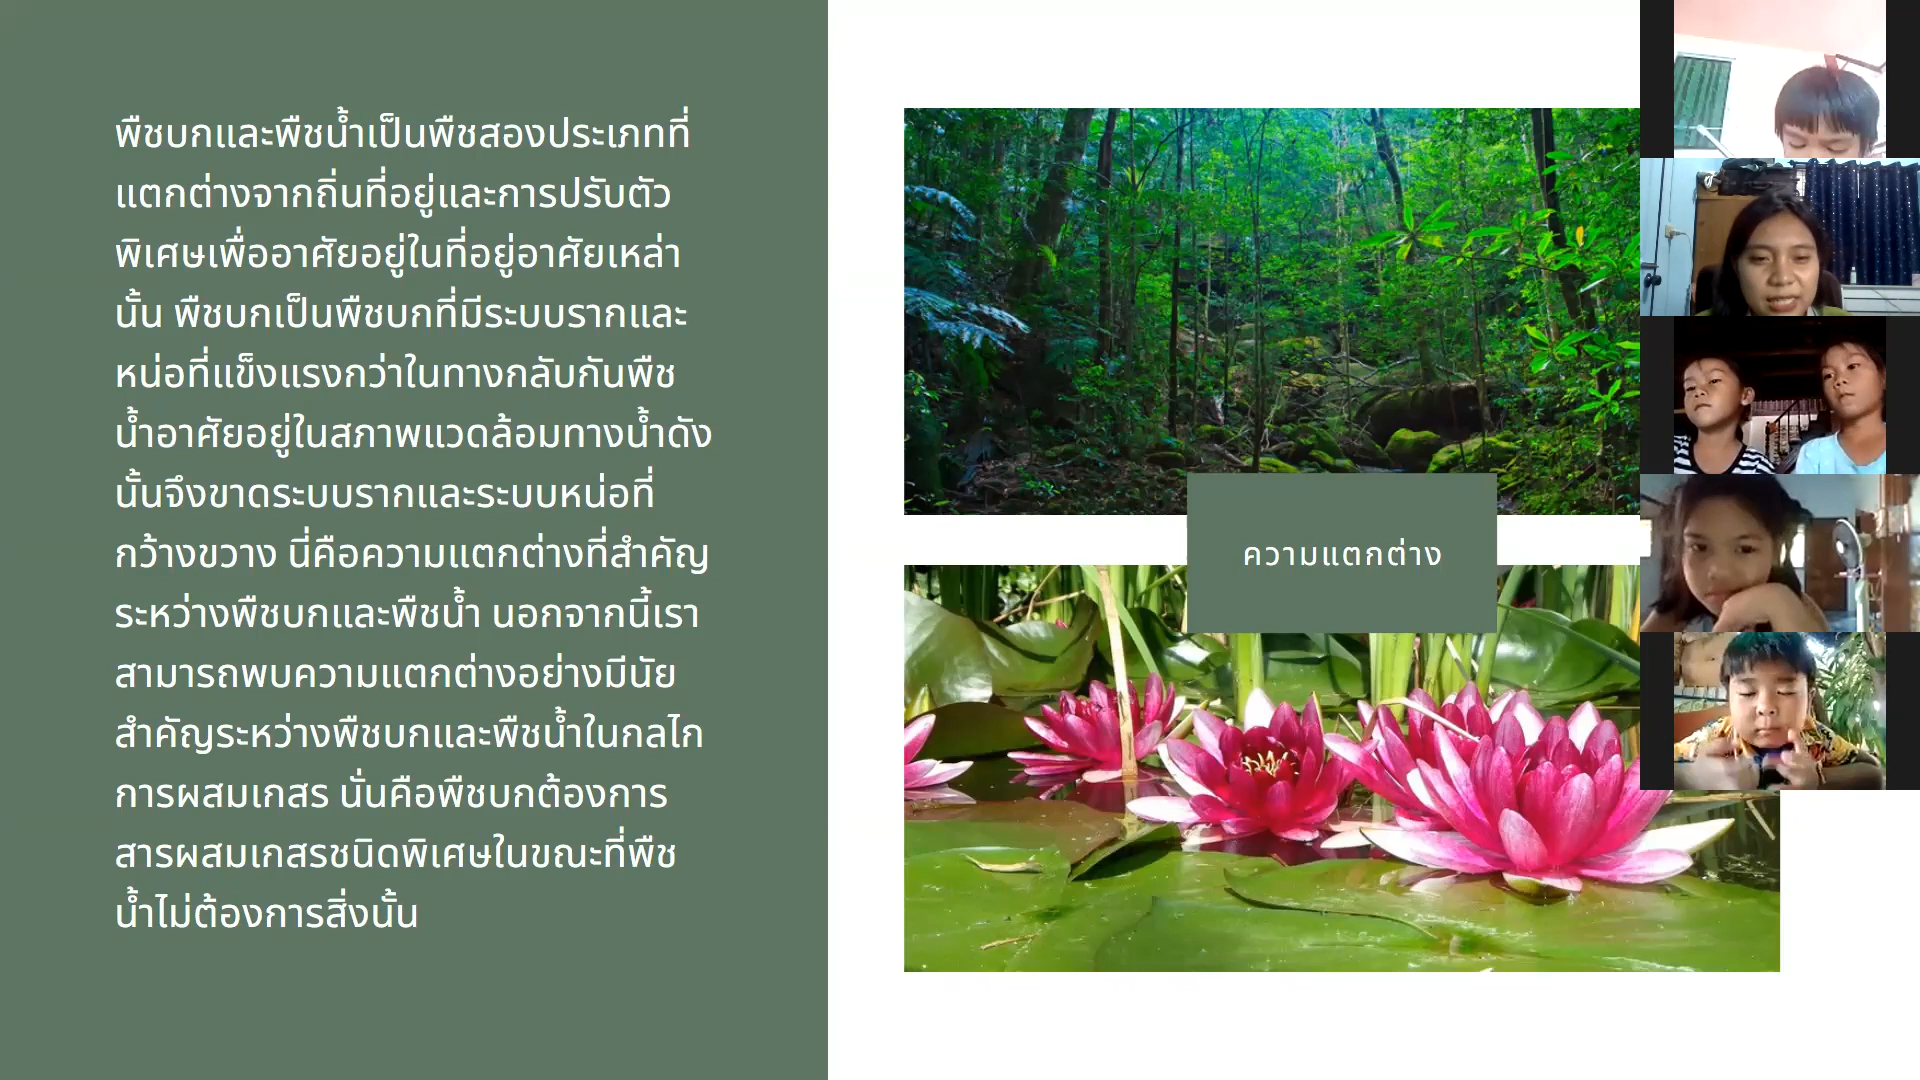 พืชบกและพืชน้ำเป็นพืชสองประเภทที่
แตกต่างจากถิ่นที่อยู่และการปรับตัว
พิเศษเพื่ออาศัยอยู่ในที่อยู่อาศัยเหล่า
นั้น พืชบกเป็นพืชบกที่มีระบบรากและ
หน่อที่แข็งแรงกว่าในทางกลับกันพืช
น้ำอาศัยอยู่ในสภาพแวดล้อมทางน้ำดัง
นั้นจึงขาดระบบรากและระบบหน่อที่
กว้างขวาง นี่คือความแตกต่างที่สำคัญ
ระหว่างพืชบกและพืชน้ำ นอกจากนี้เรา
สามารถพบความแตกต่างอย่างมีนัย
สำคัญระหว่างพืชบกและพืชน้ำในกลไก
การผสมเกสร นั่นคือพืชบกต้องการ
สารผสมเกสรชนิดพิเศษในขณะที่พืช
น้ำไม่ต้องการสิ่งนั้น
ความแตกต่าง